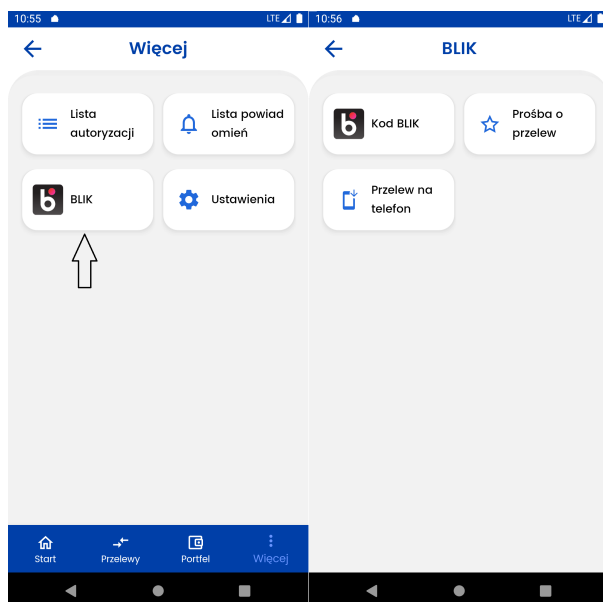 10:55
LTE
Więcej
Lista
autoryzacji
Lista powiad
omień
BLIK
Ustawienia
Start
Przelewy
Portfel
Więcej
10:56
LTE
BLIK
Kod BLIK
Prośba o
przelew
Przelew na
telefon